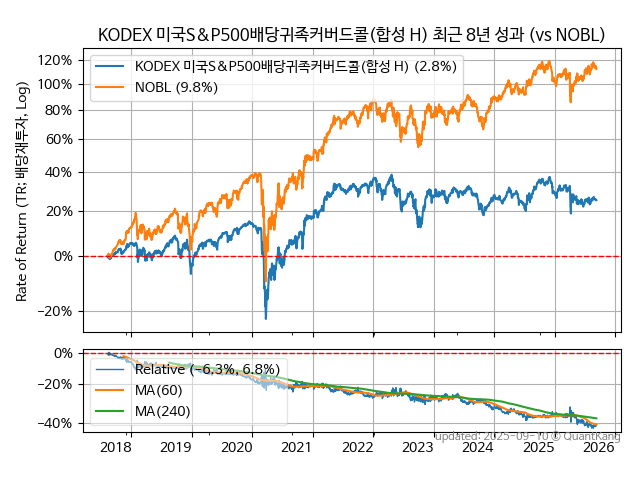 KODEX 미국S&P500배당귀족커버드콜(합성 H) 최근 8년 성과 (vs NOBL)
Rate of Return (TR: 배당재투자, Log)
120%
100%
80%
60%
40%
20%
0%
−20%
KODEX 미국S&P500배당귀족커버드콜(합성 H) (2.8%)
NOBL (9.8%)
0%
−20%
−40%
Relative (−6.3%, 6.8%)
MA(60)
MA(240)
2018 2019 2020 2021 2022 2023 2024 2025 2026
updated: 2025-09-10 © QuantKang